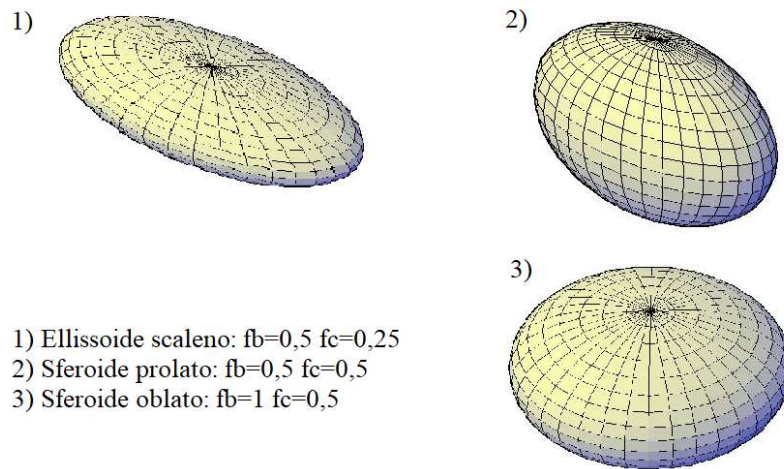 1)
2)
3)
1) Ellissoide scaleno: fb=0,5 fc=0,25
2) Sferoide prolato: fb=0,5 fc=0,5
3) Sferoide oblato: fb=1 fc=0,5